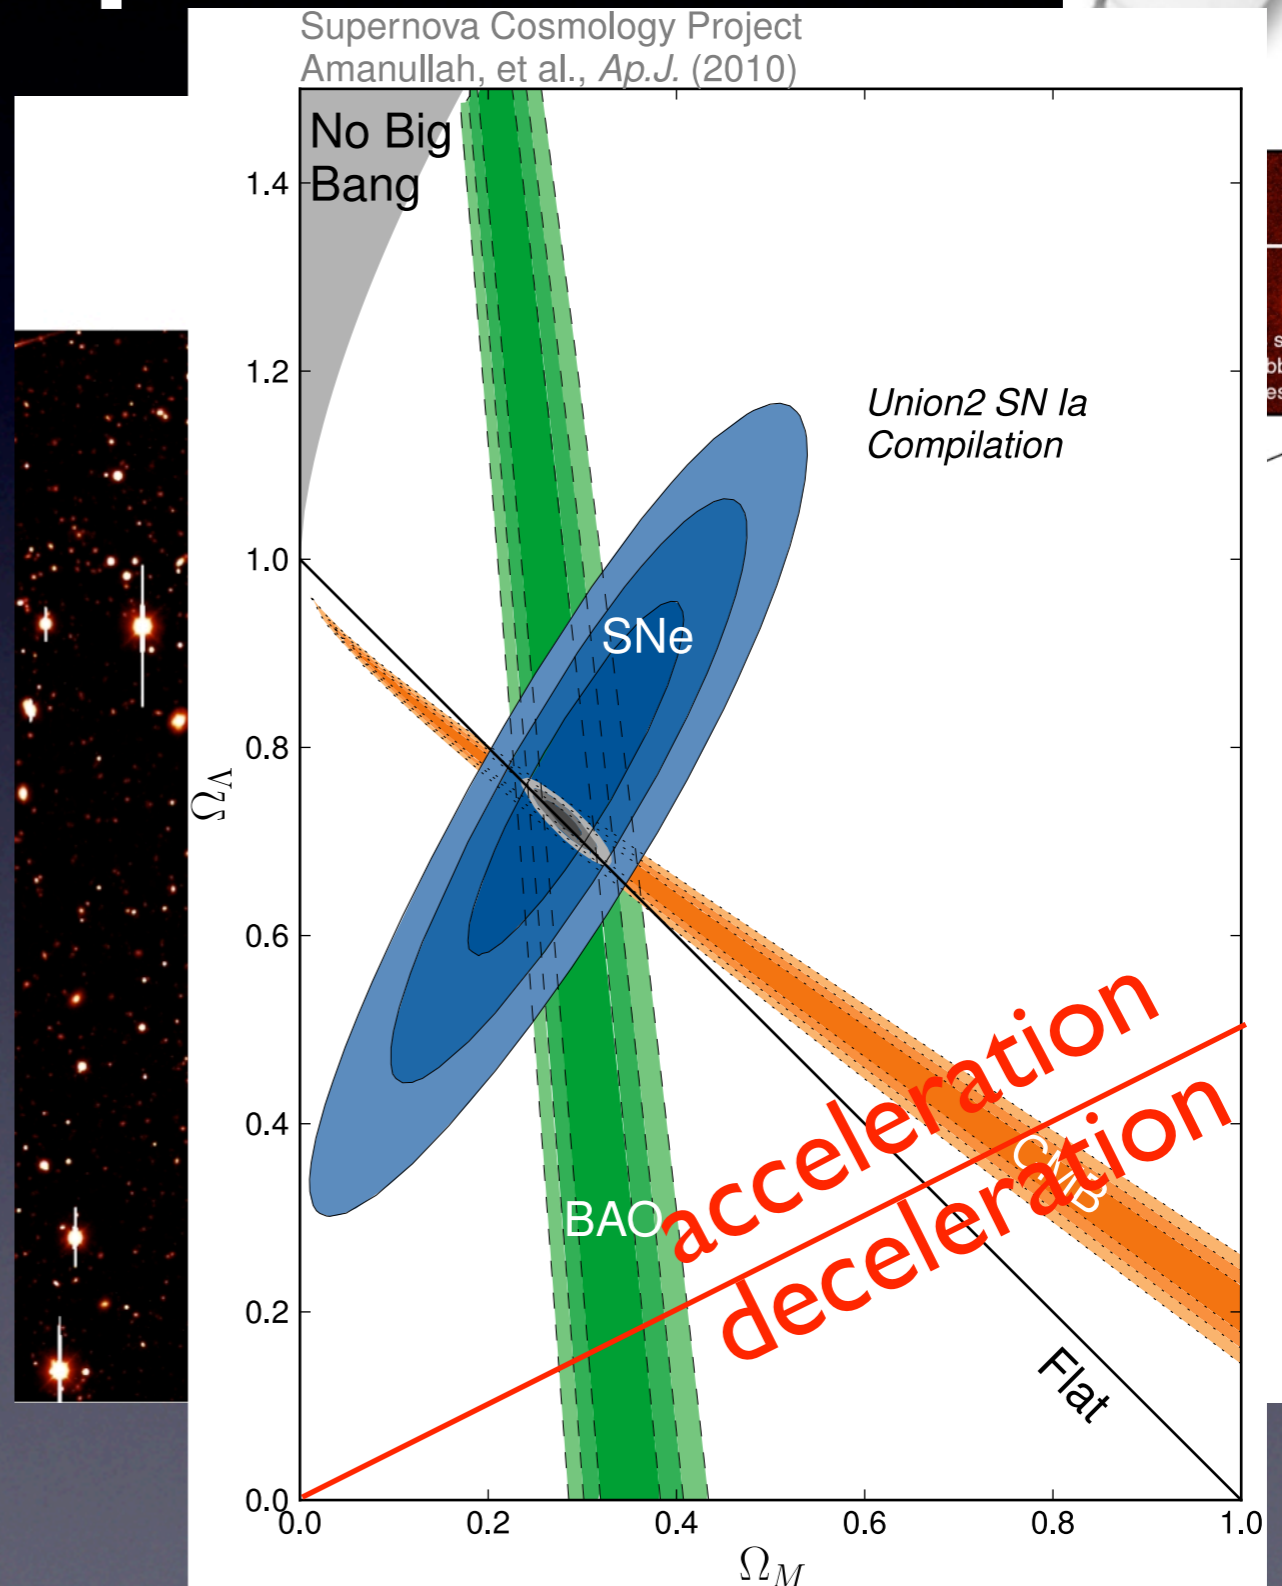 Supernova Cosmology Project
Amanullah, et al., Ap.J. (2010)
No Big
Bang
1.4
1.2
Union2 SN Ia
Compilation
1.0
SNe
0.8
Ω_Λ
0.6
acceleration
0.4
CMB
BAO
deceleration
0.2
Flat
0.0
0.0 0.2 0.4 0.6 0.8 1.0
Ω_M